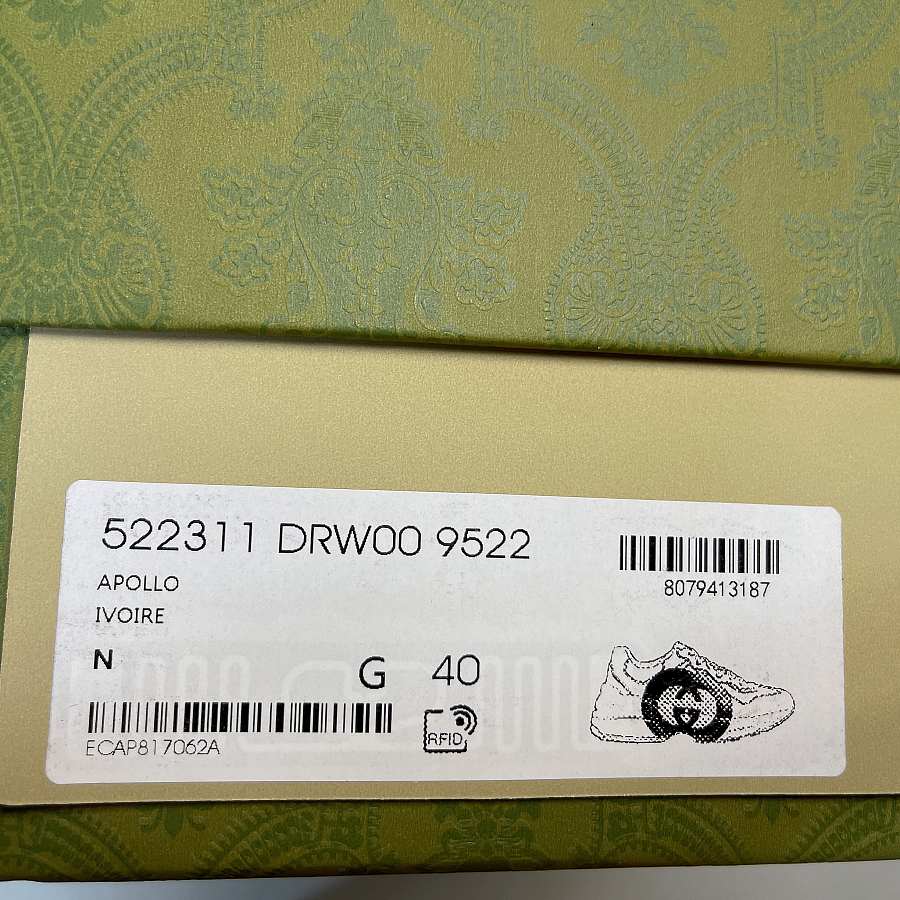 522311 DRW00 9522
8079413187
APOLLO
IVOIRE
N
G 40
RFID
ECAP817062A